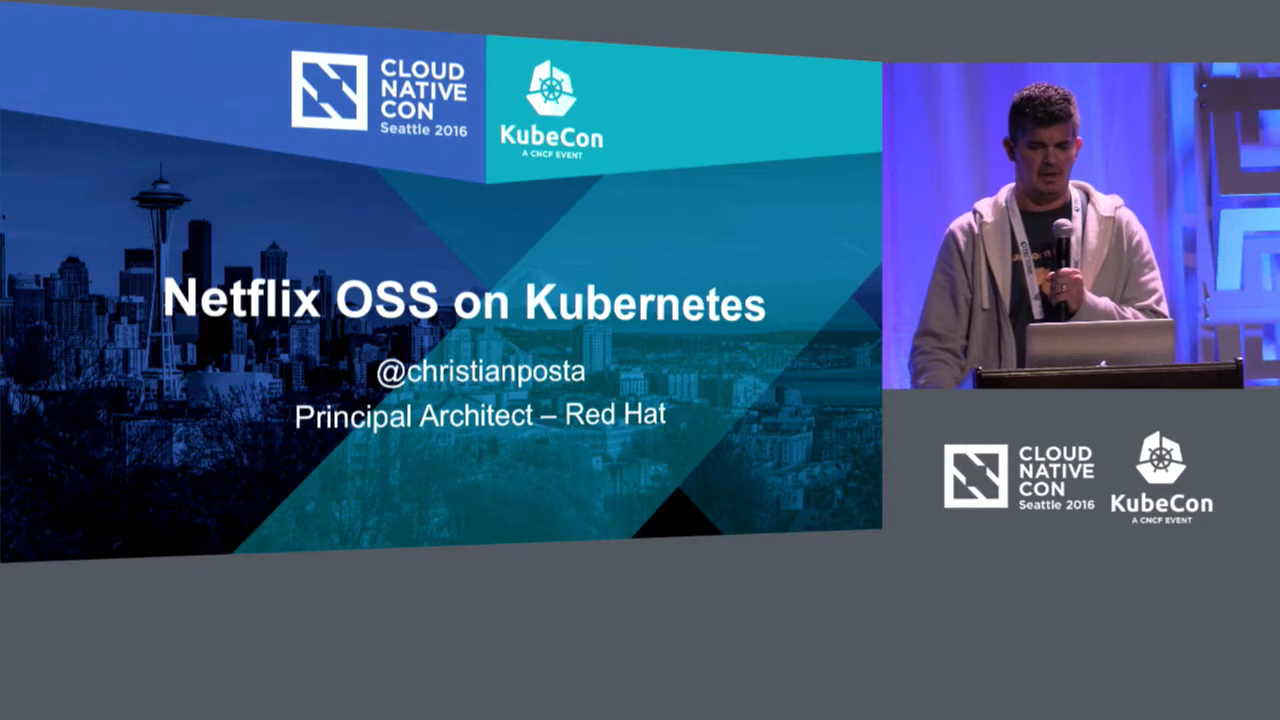 CLOUD
NATIVE
CON
Seattle 2016
KubeCon
A CNCF EVENT
Netflix OSS on Kubernetes
@christianposta
Principal Architect – Red Hat
CLOUD
NATIVE
CON
Seattle 2016
KubeCon
A CNCF EVENT